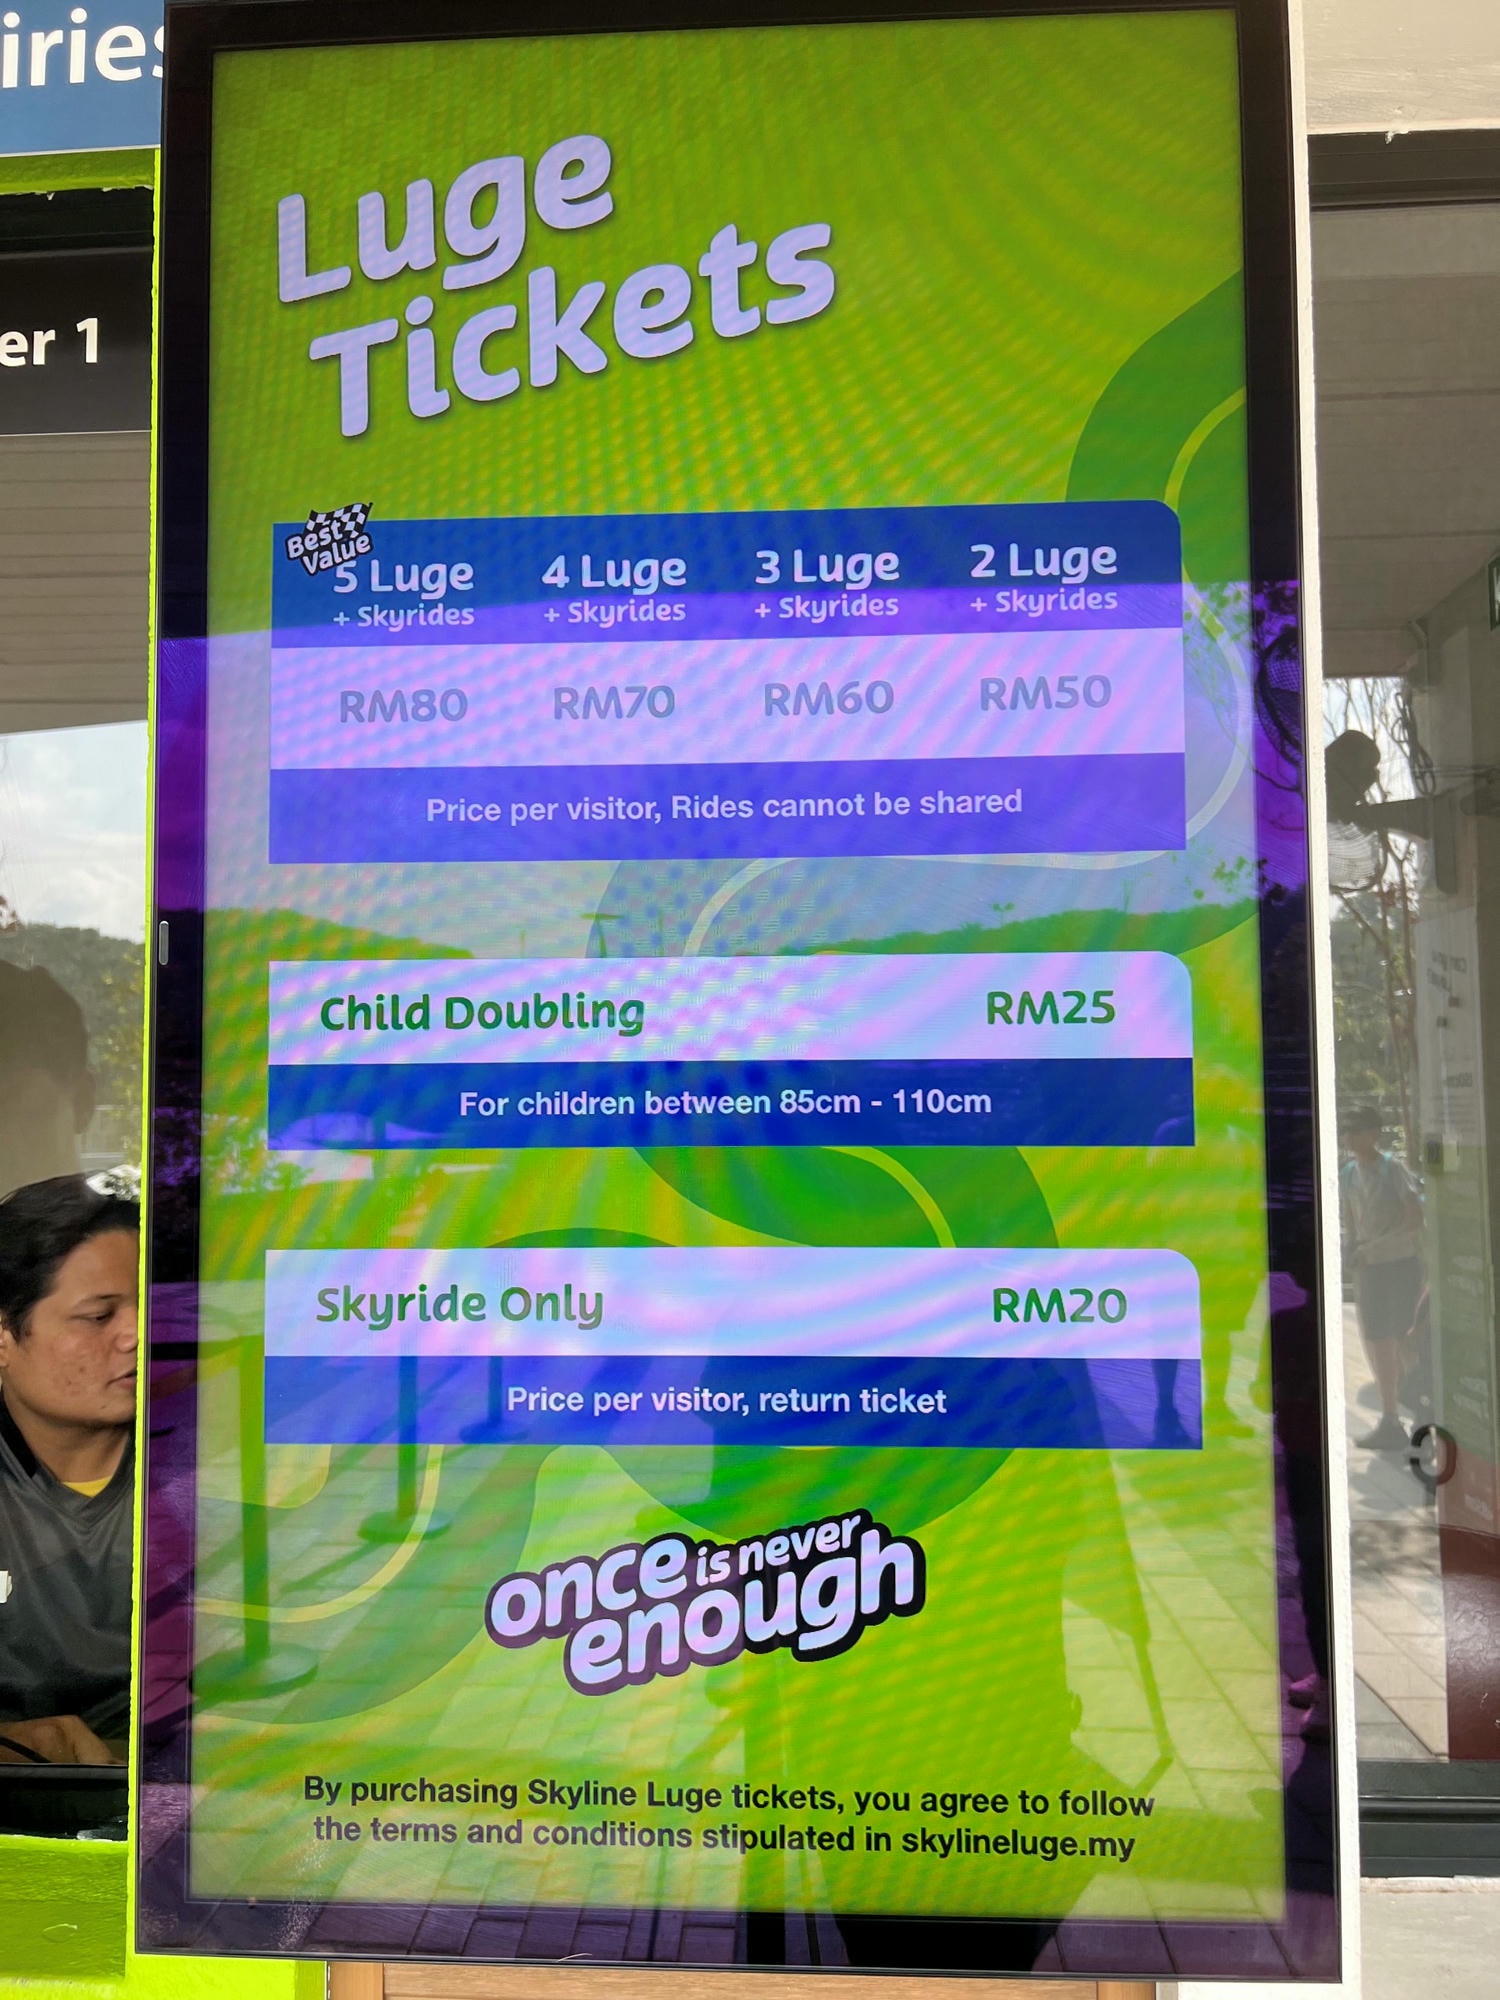 Luge
Tickets
Best
Value
5 Luge
+ Skyrides
4 Luge
+ Skyrides
3 Luge
+ Skyrides
2 Luge
+ Skyrides
RM80
RM70
RM60
RM50
Price per visitor, Rides cannot be shared
Child Doubling
RM25
For children between 85cm - 110cm
Skyride Only
RM20
Price per visitor, return ticket
once is never
enough
By purchasing Skyline Luge tickets, you agree to follow
the terms and conditions stipulated in skylineluge.my
iries
er 1